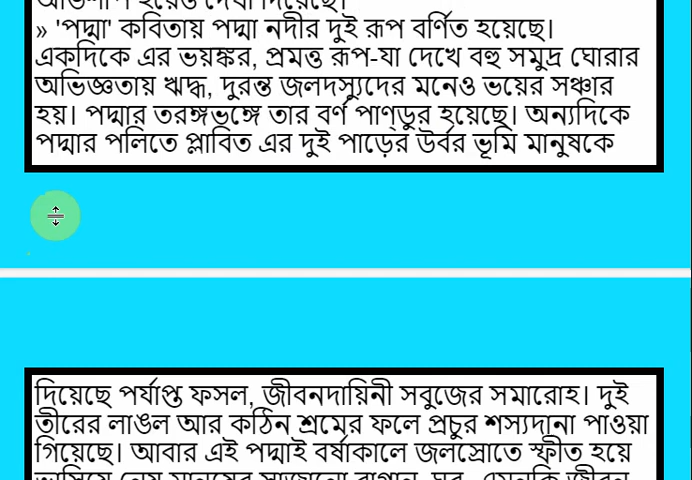 » 'পদ্মা' কবিতায় পদ্মা নদীর দুই রূপ বর্ণিত হয়েছে।
একদিকে এর ভয়ঙ্কর, প্রমত্ত রূপ-যা দেখে বহু সমুদ্র ঘোরার
অভিজ্ঞতায় ঋদ্ধ, দুরন্ত জলদস্যুদের মনেও ভয়ের সঞ্চার
হয়। পদ্মার তরঙ্গভঙ্গে তার বর্ণ পাণ্ডুর হয়েছে। অন্যদিকে
পদ্মার পলিতে প্লাবিত এর দুই পাড়ের উর্বর ভূমি মানুষকে
দিয়েছে পর্যাপ্ত ফসল, জীবনদায়িনী সবুজের সমারোহ। দুই
তীরের লাঙল আর কঠিন শ্রমের ফলে প্রচুর শস্যদানা পাওয়া
গিয়েছে। আবার এই পদ্মাই বর্ষাকালে জলস্রোতে স্ফীত হয়ে